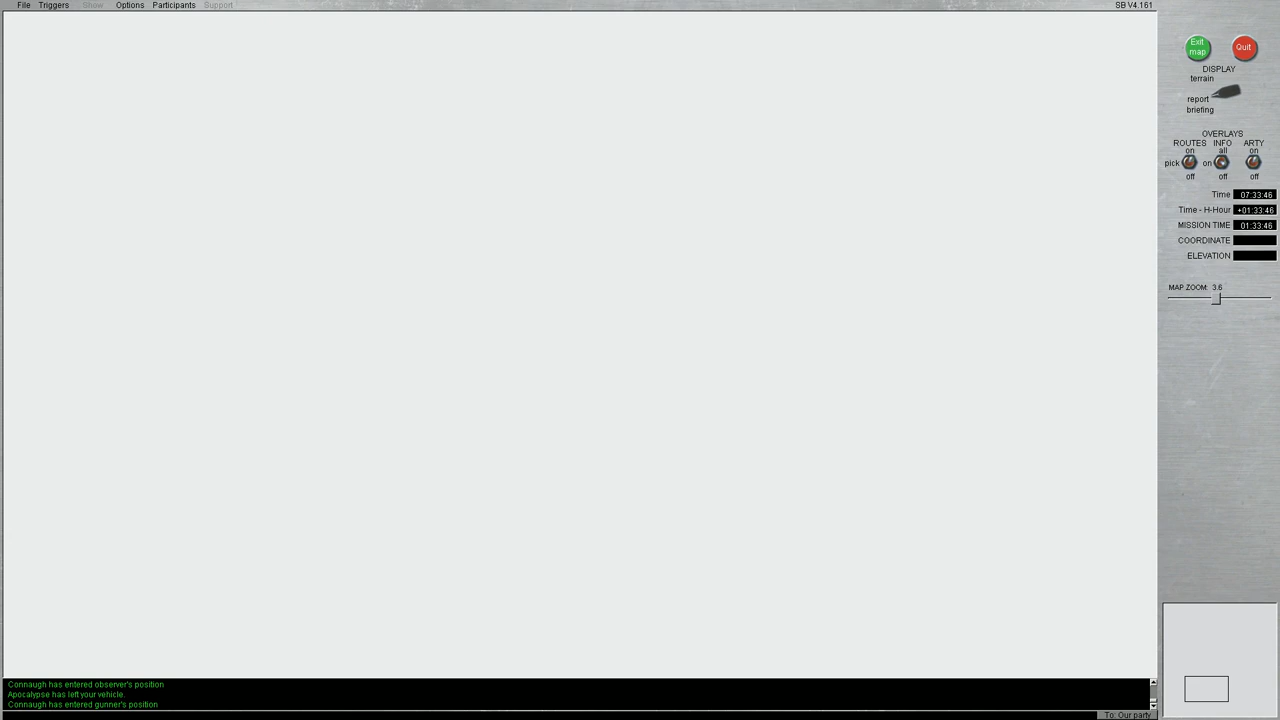 File Triggers Show Options Participants Support
SB V4.161
Exit map
Quit
DISPLAY
terrain
report
briefing
OVERLAYS
ROUTES INFO ARTY
on all on
pick on
off off off
Time 07:33:46
Time - H-Hour +01:33:46
MISSION TIME 01:33:46
COORDINATE
ELEVATION
MAP ZOOM: 3.6
Connaugh has entered observer's position
Apocalypse has left your vehicle.
Connaugh has entered gunner's position
To: Our party